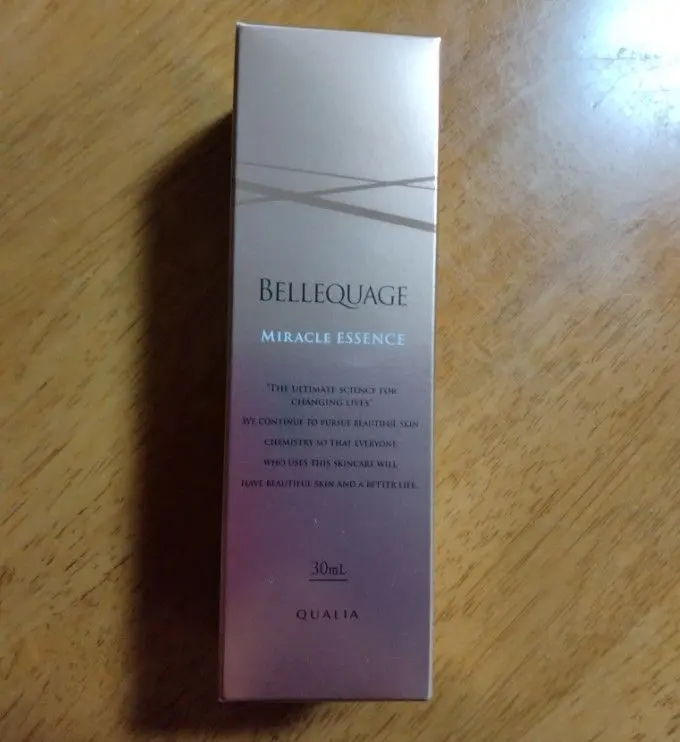 BELLEQUAGE
MIRACLE ESSENCE
"THE ULTIMATE SCIENCE FOR
CHANGING LIVES"
WE CONTINUE TO PURSUE BEAUTIFUL SKIN
CHEMISTRY SO THAT EVERYONE
WHO USES THIS SKINCARE WILL
HAVE BEAUTIFUL SKIN AND A BETTER LIFE.
30mL
QUALIA